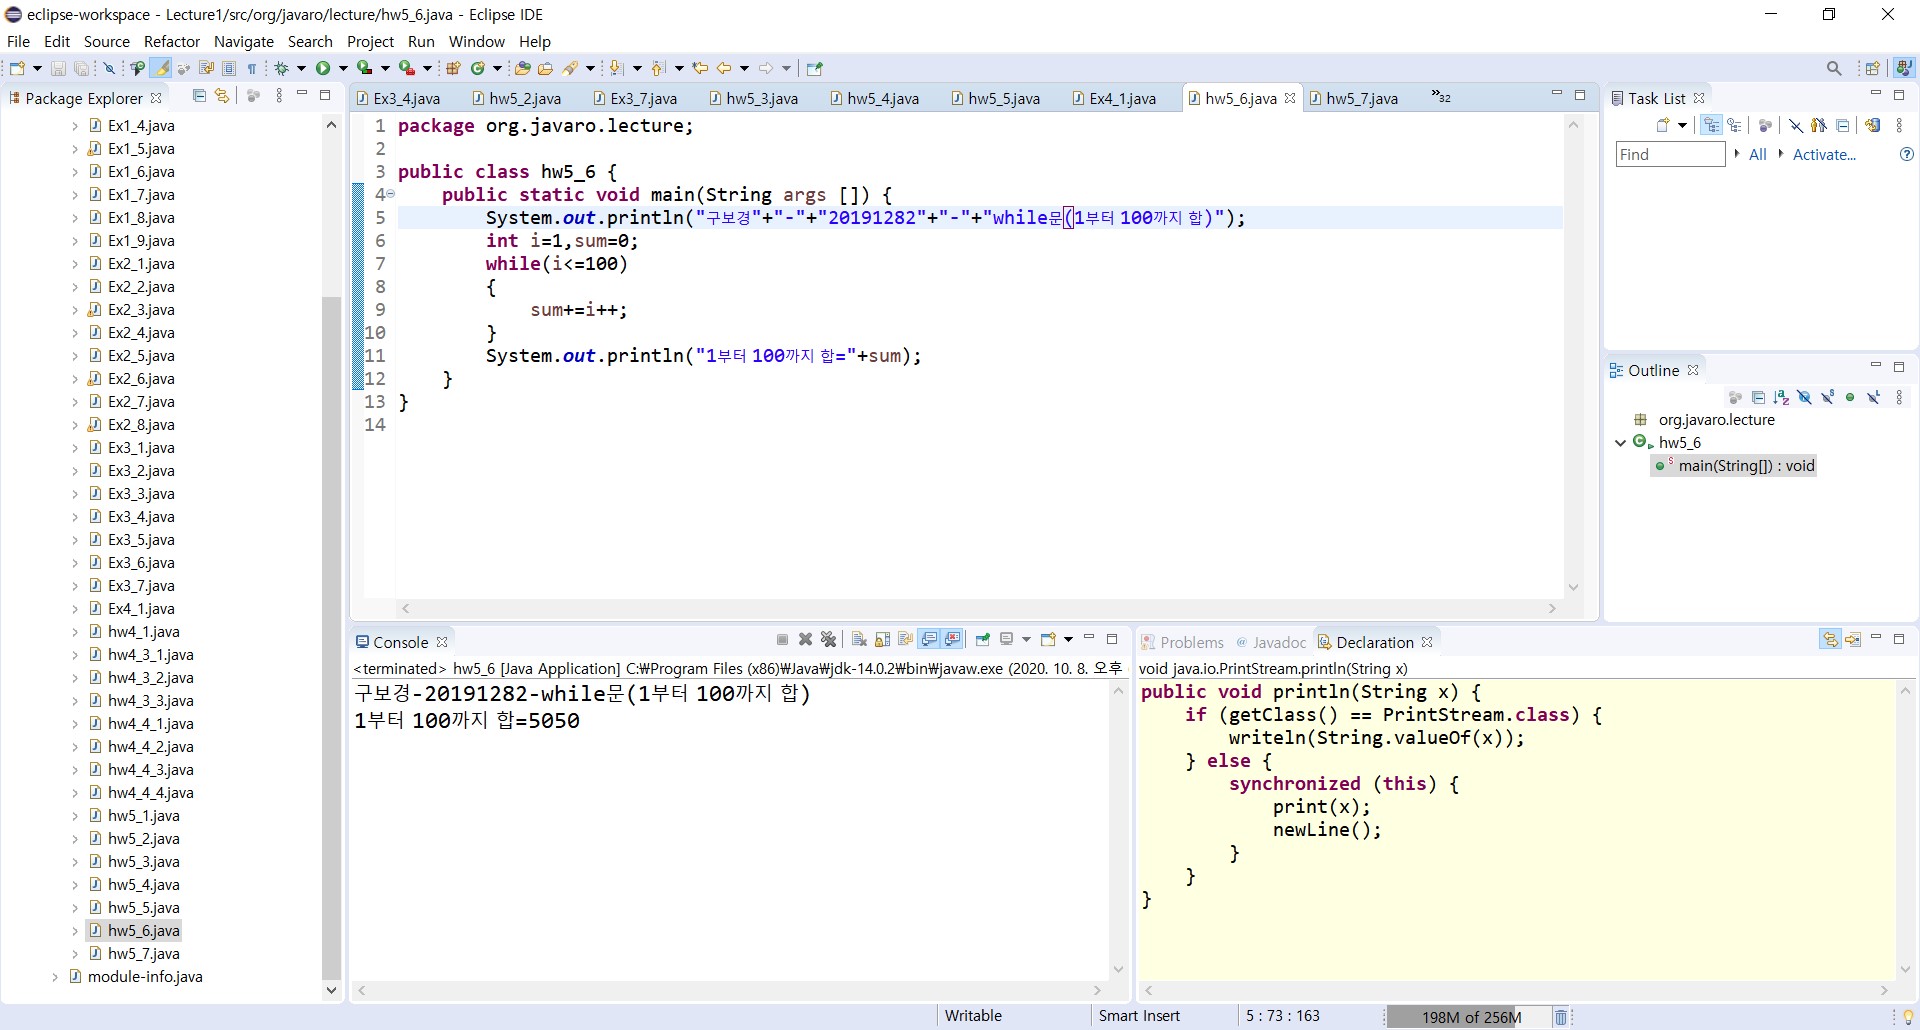 eclipse-workspace - Lecture1/src/org/javaro/lecture/hw5_6.java - Eclipse IDE
File Edit Source Refactor Navigate Search Project Run Window Help
Package Explorer
Ex1_4.java
Ex1_5.java
Ex1_6.java
Ex1_7.java
Ex1_8.java
Ex1_9.java
Ex2_1.java
Ex2_2.java
Ex2_3.java
Ex2_4.java
Ex2_5.java
Ex2_6.java
Ex2_7.java
Ex2_8.java
Ex3_1.java
Ex3_2.java
Ex3_3.java
Ex3_4.java
Ex3_5.java
Ex3_6.java
Ex3_7.java
Ex4_1.java
hw4_1.java
hw4_3_1.java
hw4_3_2.java
hw4_3_3.java
hw4_4_1.java
hw4_4_2.java
hw4_4_3.java
hw4_4_4.java
hw5_1.java
hw5_2.java
hw5_3.java
hw5_4.java
hw5_5.java
hw5_6.java
hw5_7.java
module-info.java
Ex3_4.java hw5_2.java Ex3_7.java hw5_3.java hw5_4.java hw5_5.java Ex4_1.java hw5_6.java hw5_7.java »32
1 package org.javaro.lecture;
2
3 public class hw5_6 {
4 public static void main(String args []) {
5 System.out.println("구보경"+"-"+"20191282"+"-"+"while문(1부터 100까지 합)");
6 int i=1,sum=0;
7 while(i<=100)
8 {
9 sum+=i++;
10 }
11 System.out.println("1부터 100까지 합="+sum);
12 }
13 }
14
Task List
Find All Activate...
Outline
org.javaro.lecture
hw5_6
main(String[]) : void
Console
<terminated> hw5_6 [Java Application] C:₩Program Files (x86)₩Java₩jdk-14.0.2₩bin₩javaw.exe (2020. 10. 8. 오후
구보경-20191282-while문(1부터 100까지 합)
1부터 100까지 합=5050
Problems @ Javadoc Declaration
void java.io.PrintStream.println(String x)
public void println(String x) {
if (getClass() == PrintStream.class) {
writeln(String.valueOf(x));
} else {
synchronized (this) {
print(x);
newLine();
}
}
}
Writable Smart Insert 5 : 73 : 163 198M of 256M